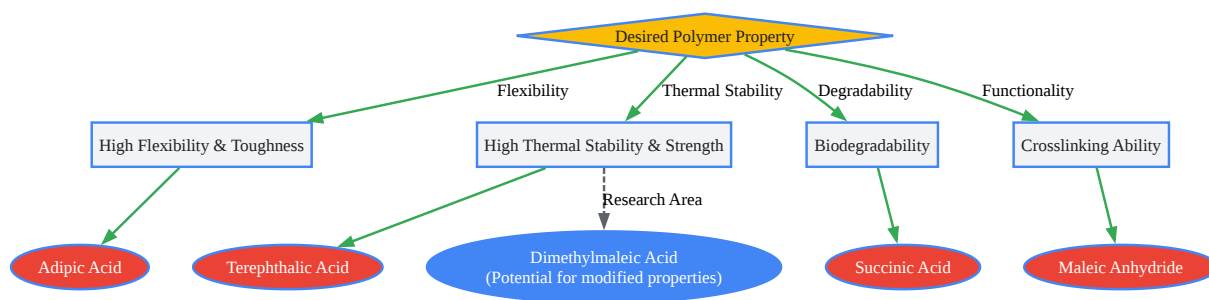 Desired Polymer Property
Flexibility
Thermal Stability
Degradability
Functionality
High Flexibility & Toughness
High Thermal Stability & Strength
Biodegradability
Crosslinking Ability
Research Area
Adipic Acid
Terephthalic Acid
Dimethylmaleic Acid
(Potential for modified properties)
Succinic Acid
Maleic Anhydride